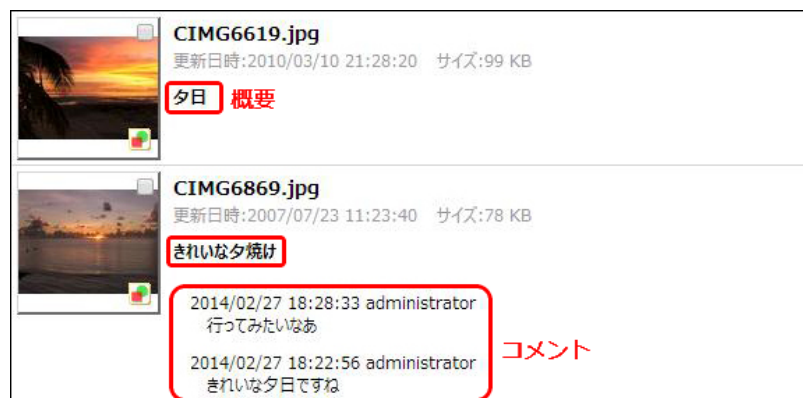 CIMG6619.jpg
更新日時:2010/03/10 21:28:20 サイズ:99 KB
夕日 概要
CIMG6869.jpg
更新日時:2007/07/23 11:23:40 サイズ:78 KB
きれいな夕焼け
2014/02/27 18:28:33 administrator
行ってみたいなあ
コメント
2014/02/27 18:22:56 administrator
きれいな夕日ですね